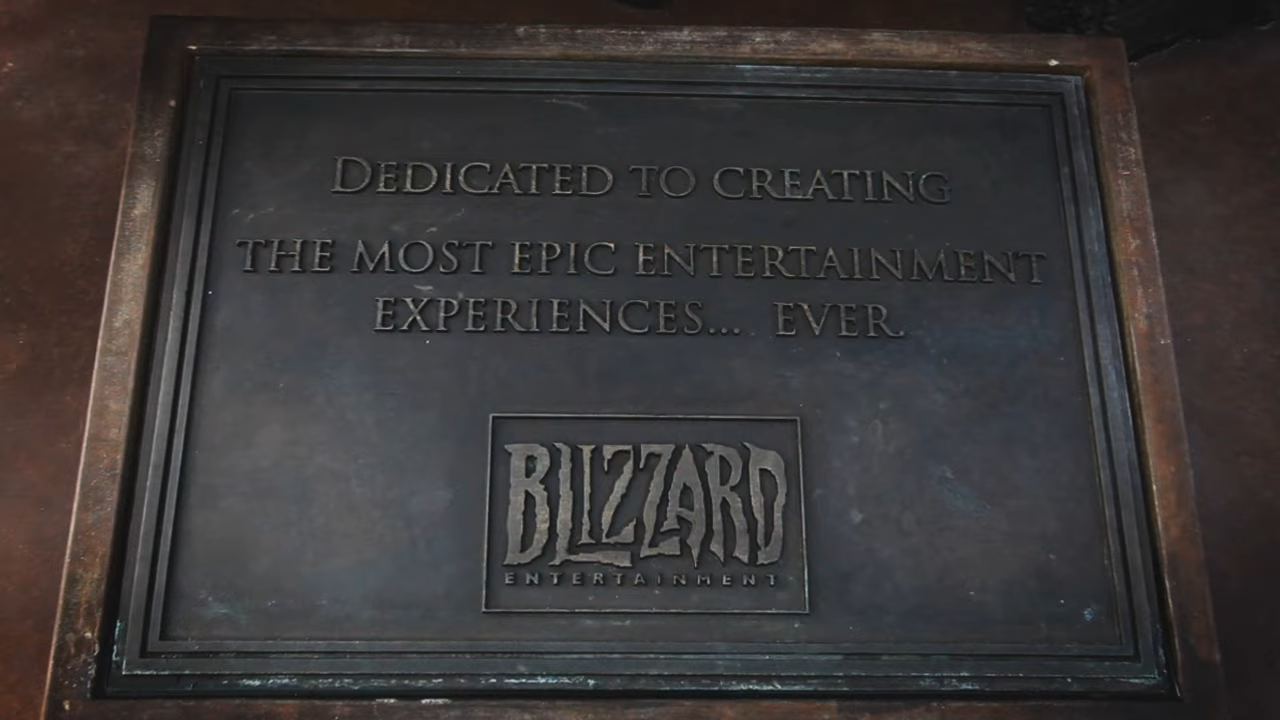 DEDICATED TO CREATING
THE MOST EPIC ENTERTAINMENT
EXPERIENCES... EVER.
BLIZZARD
ENTERTAINMENT